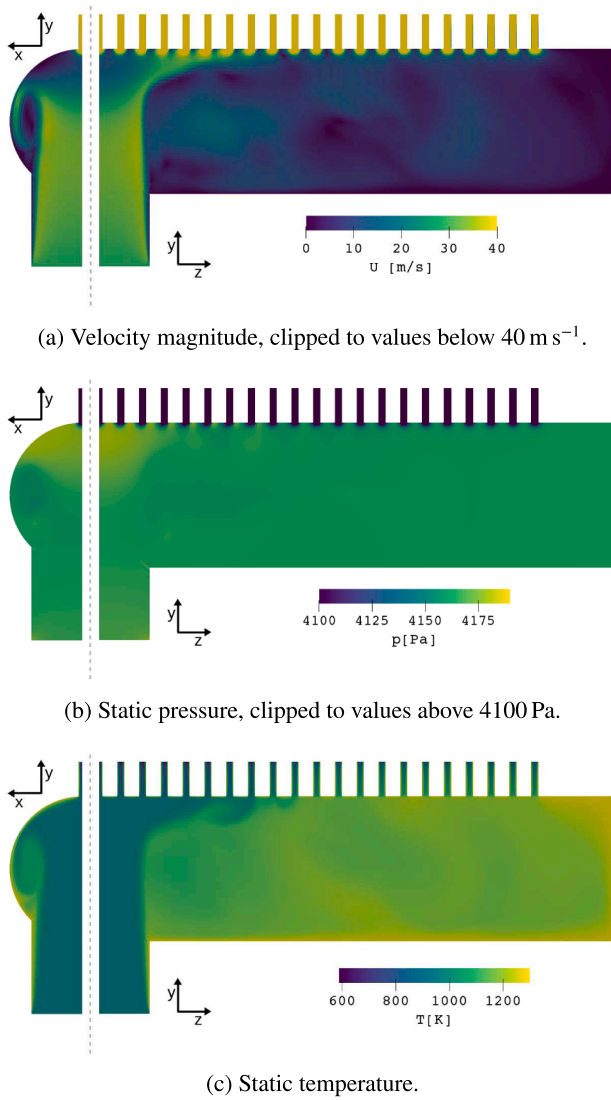 y
x
y
z
0 10 20 30 40
U [m/s]
(a) Velocity magnitude, clipped to values below 40 m s⁻¹.
y
x
y
z
4100 4125 4150 4175
p[Pa]
(b) Static pressure, clipped to values above 4100 Pa.
y
x
y
z
600 800 1000 1200
T[K]
(c) Static temperature.